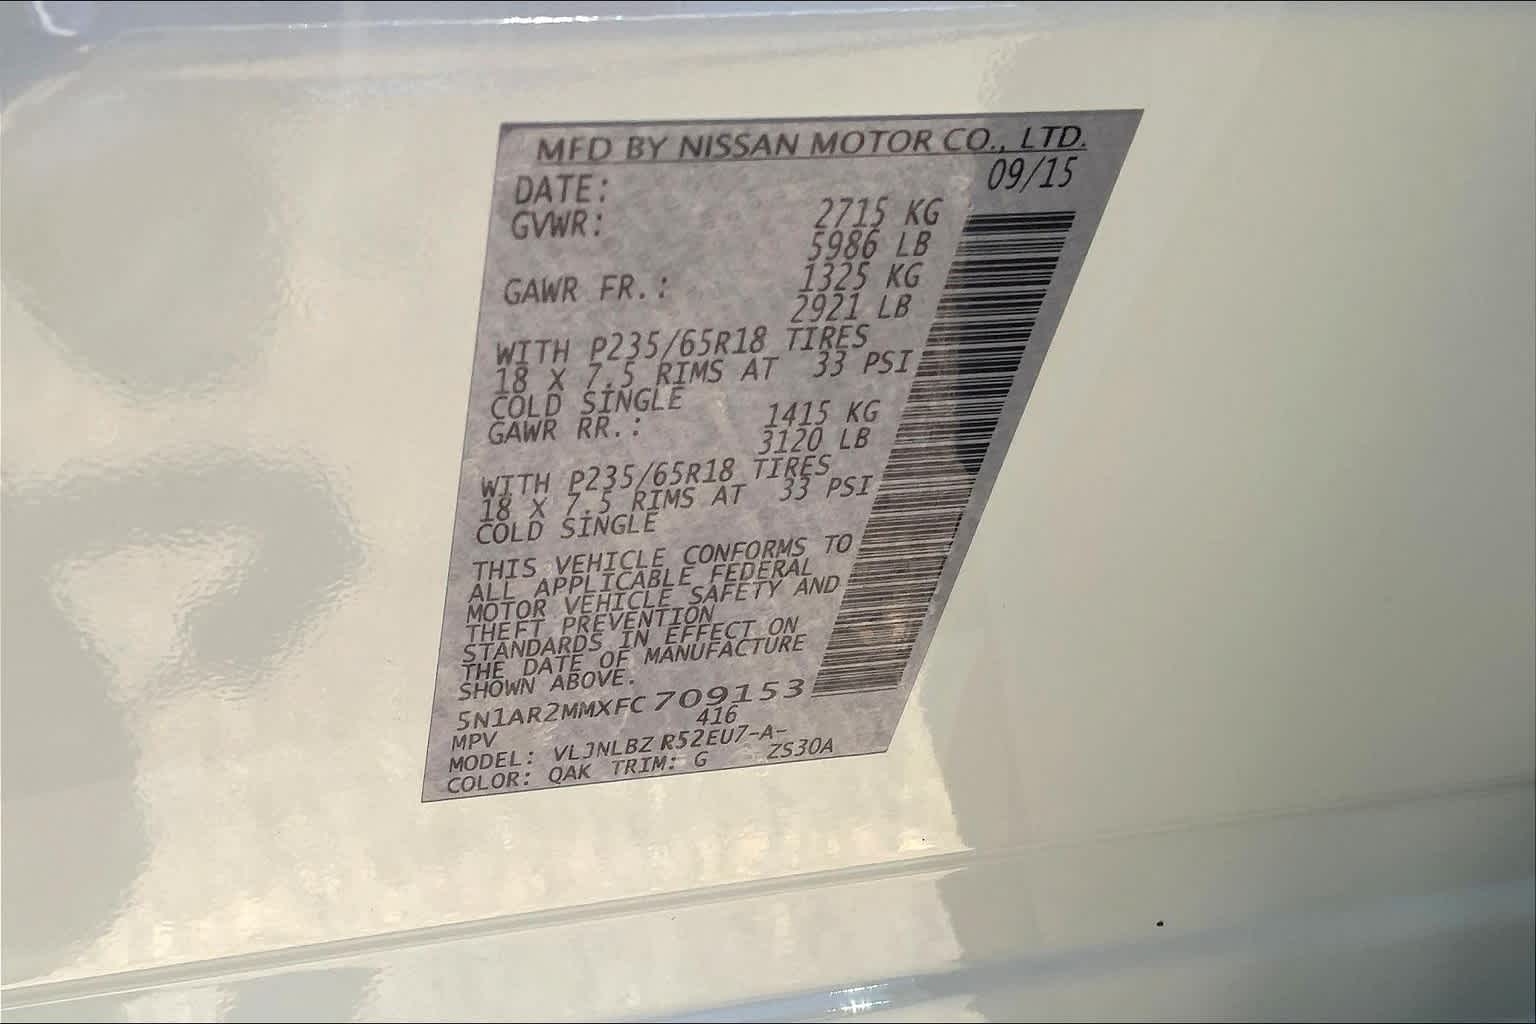 MFD BY NISSAN MOTOR CO., LTD.
DATE: 09/15
GVWR: 2715 KG
5986 LB
GAWR FR.: 1325 KG
2921 LB
WITH P235/65R18 TIRES
18 X 7.5 RIMS AT 33 PSI
COLD SINGLE
GAWR RR.: 1415 KG
3120 LB
WITH P235/65R18 TIRES
18 X 7.5 RIMS AT 33 PSI
COLD SINGLE
THIS VEHICLE CONFORMS TO
ALL APPLICABLE FEDERAL
MOTOR VEHICLE SAFETY AND
THEFT PREVENTION
STANDARDS IN EFFECT ON
THE DATE OF MANUFACTURE
SHOWN ABOVE.
5N1AR2MMXFC709153
MPV 416
MODEL: VLJNLBZ R52EU7-A-
COLOR: QAK TRIM: G ZS30A